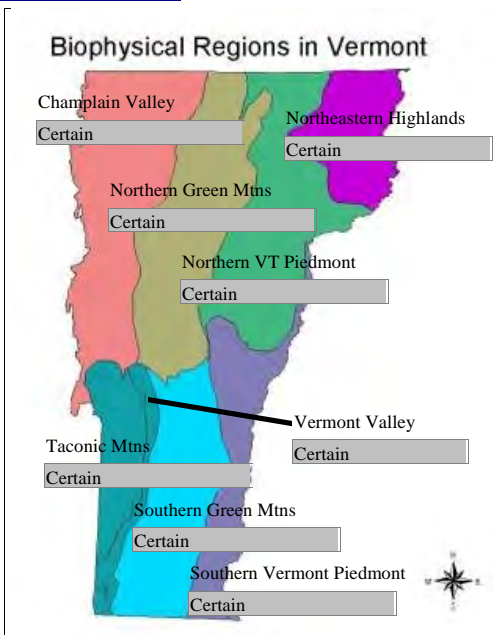 Biophysical Regions in Vermont
Champlain Valley
Certain
Northeastern Highlands
Certain
Northern Green Mtns
Certain
Northern VT Piedmont
Certain
Vermont Valley
Certain
Taconic Mtns
Certain
Southern Green Mtns
Certain
Southern Vermont Piedmont
Certain